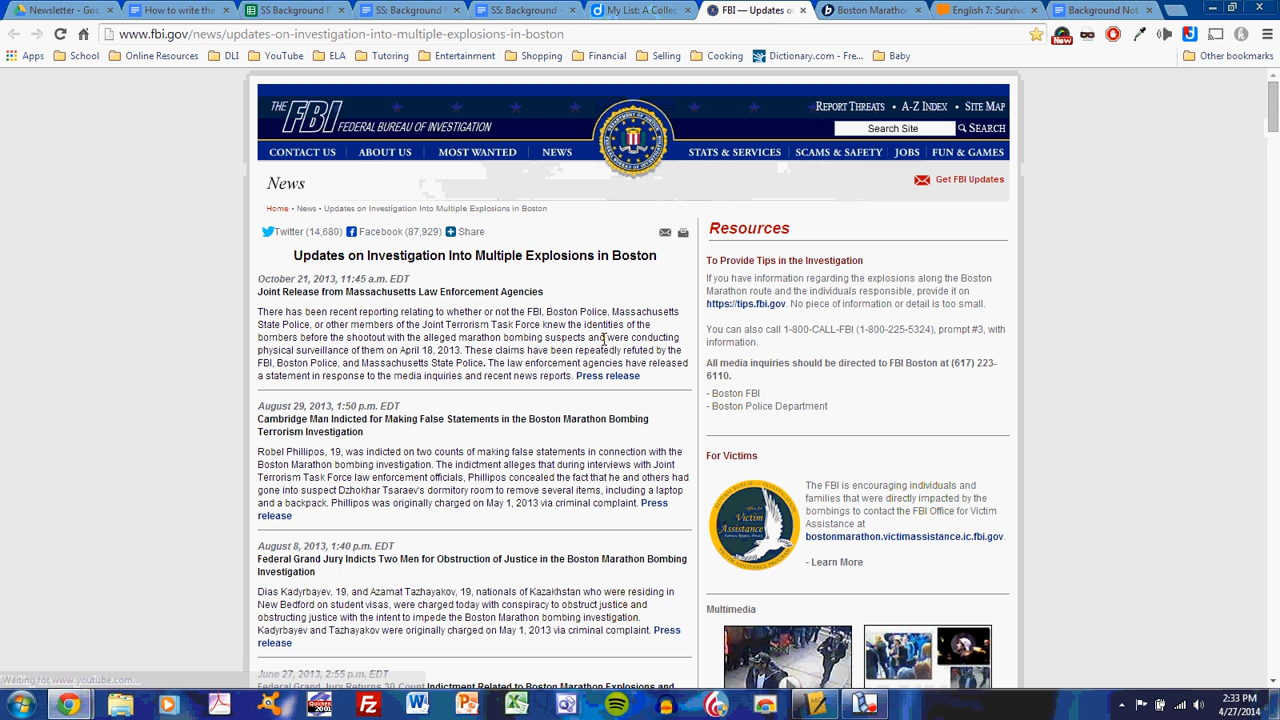 Newsletter - Goo
How to write the
SS Background F
SS: Background N
SS: Background
My List: A Collec
FBI — Updates o
Boston Maratho
English 7: Surviv
Background Not
www.fbi.gov/news/updates-on-investigation-into-multiple-explosions-in-boston
New
Apps School Online Resources DLI YouTube ELA Tutoring Entertainment Shopping Financial Selling Cooking Dictionary.com - Fre... Baby Other bookmarks
THE FBI FEDERAL BUREAU OF INVESTIGATION
REPORT THREATS • A-Z INDEX • SITE MAP
Search Site SEARCH
CONTACT US ABOUT US MOST WANTED NEWS STATS & SERVICES SCAMS & SAFETY JOBS FUN & GAMES
News
Get FBI Updates
Home • News • Updates on Investigation Into Multiple Explosions in Boston
Twitter (14,680) Facebook (87,929) Share
Updates on Investigation Into Multiple Explosions in Boston
October 21, 2013, 11:45 a.m. EDT
Joint Release from Massachusetts Law Enforcement Agencies
There has been recent reporting relating to whether or not the FBI, Boston Police, Massachusetts
State Police, or other members of the Joint Terrorism Task Force knew the identities of the
bombers before the shootout with the alleged marathon bombing suspects and were conducting
physical surveillance of them on April 18, 2013. These claims have been repeatedly refuted by the
FBI, Boston Police, and Massachusetts State Police. The law enforcement agencies have released
a statement in response to the media inquiries and recent news reports. Press release
August 29, 2013, 1:50 p.m. EDT
Cambridge Man Indicted for Making False Statements in the Boston Marathon Bombing
Terrorism Investigation
Robel Phillipos, 19, was indicted on two counts of making false statements in connection with the
Boston Marathon bombing investigation. The indictment alleges that during interviews with Joint
Terrorism Task Force law enforcement officials, Phillipos concealed the fact that he and others had
gone into suspect Dzhokhar Tsaraev's dormitory room to remove several items, including a laptop
and a backpack. Phillipos was originally charged on May 1, 2013 via criminal complaint. Press
release
August 8, 2013, 1:40 p.m. EDT
Federal Grand Jury Indicts Two Men for Obstruction of Justice in the Boston Marathon Bombing
Investigation
Dias Kadyrbayev, 19, and Azamat Tazhayakov, 19, nationals of Kazakhstan who were residing in
New Bedford on student visas, were charged today with conspiracy to obstruct justice and
obstructing justice with the intent to impede the Boston Marathon bombing investigation.
Kadyrbayev and Tazhayakov were originally charged on May 1, 2013 via criminal complaint. Press
release
June 27, 2013, 2:55 p.m. EDT
Federal Grand Jury Returns 30-Count Indictment Related to Boston Marathon Explosions and
Resources
To Provide Tips in the Investigation
If you have information regarding the explosions along the Boston
Marathon route and the individuals responsible, provide it on
https://tips.fbi.gov. No piece of information or detail is too small.
You can also call 1-800-CALL-FBI (1-800-225-5324), prompt #3, with
information.
All media inquiries should be directed to FBI Boston at (617) 223-
6110.
- Boston FBI
- Boston Police Department
For Victims
Office for
Victim
Assistance
The FBI is encouraging individuals and
families that were directly impacted by the
bombings to contact the FBI Office for Victim
Assistance at
bostonmarathon.victimassistance.ic.fbi.gov.
- Learn More
Multimedia
Waiting for www.youtube.com...
2:33 PM
4/27/2014